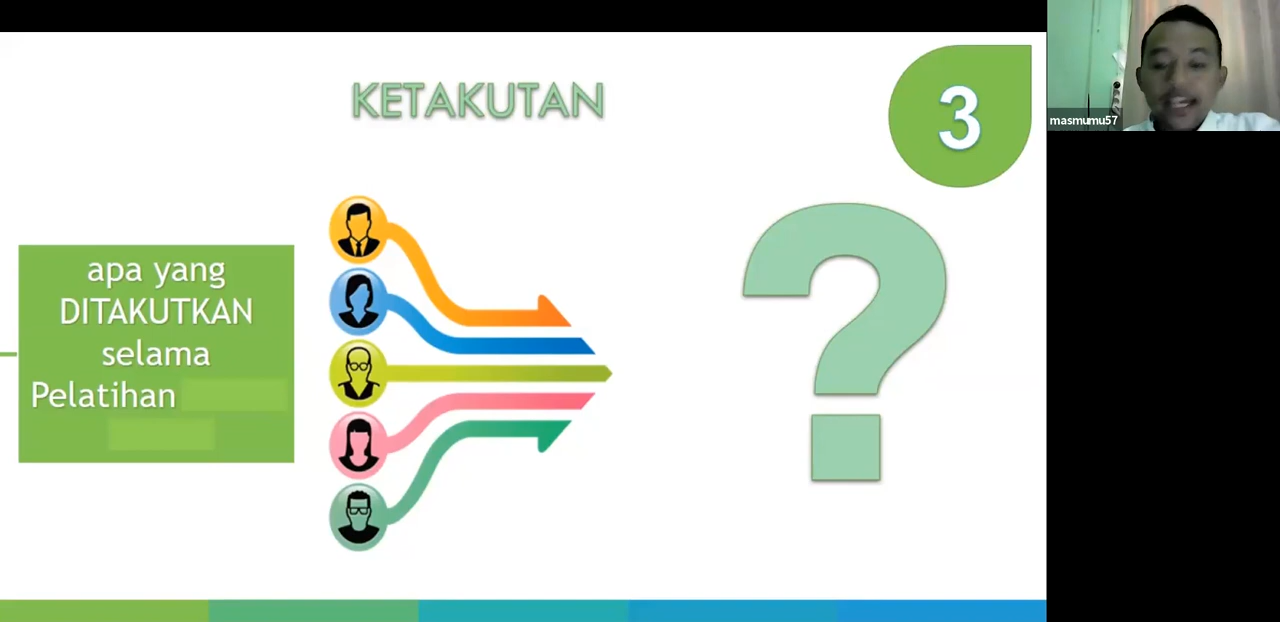 KETAKUTAN
3
apa yang
DITAKUTKAN
selama
Pelatihan
?
masmumu57